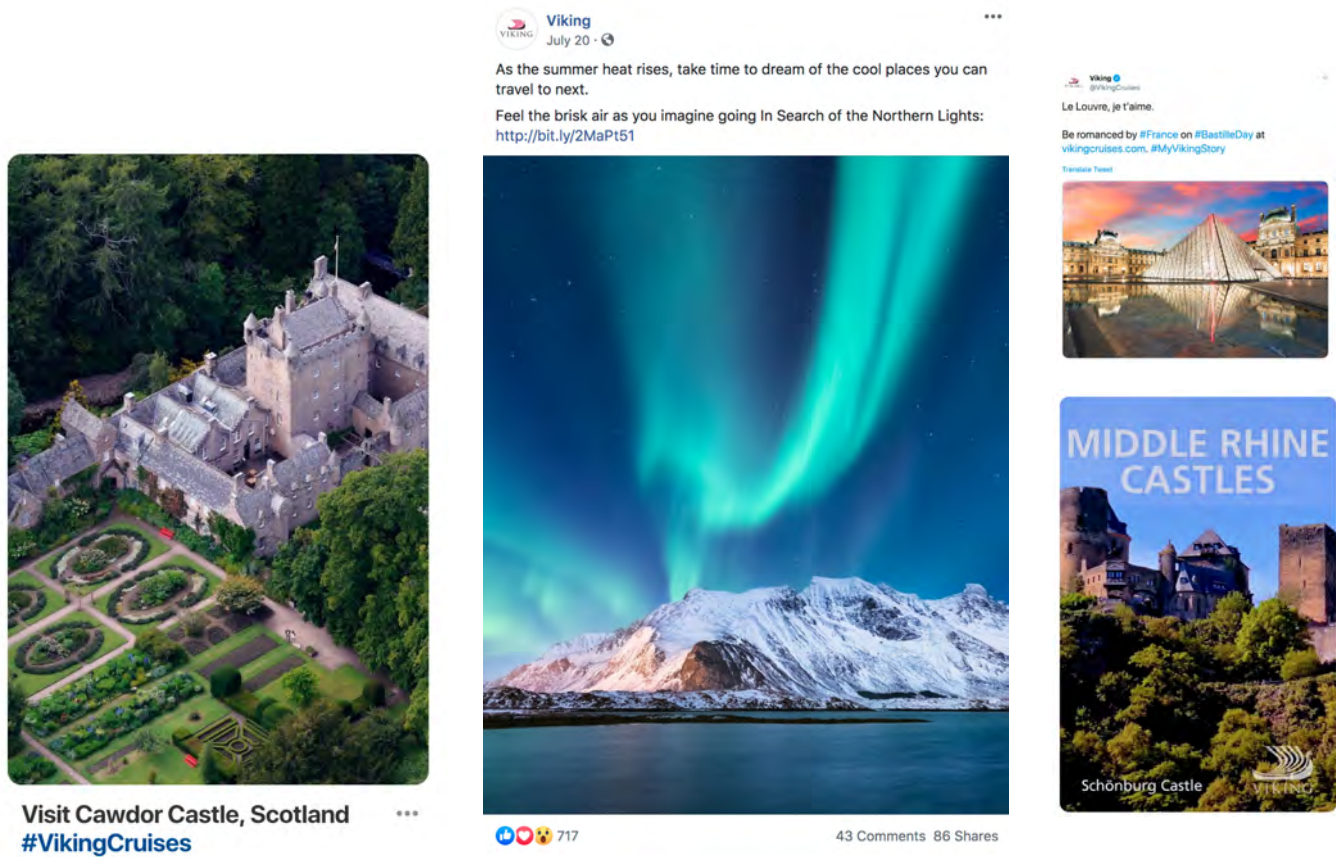 Visit Cawdor Castle, Scotland
#VikingCruises
VIKING
Viking
July 20 ·
As the summer heat rises, take time to dream of the cool places you can
travel to next.
Feel the brisk air as you imagine going In Search of the Northern Lights:
http://bit.ly/2MaPt51
717
43 Comments 86 Shares
Viking
@VikingCruises
Le Louvre, je t'aime.
Be romanced by #France on #BastilleDay at
vikingcruises.com. #MyVikingStory
Translate Tweet
MIDDLE RHINE
CASTLES
Schönburg Castle
VIKING